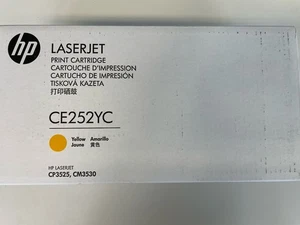 hp
LASERJET
PRINT CARTRIDGE
CARTOUCHE D'IMPRESSION
CARTUCHO DE IMPRESIÓN
TISKOVÁ KAZETA
打印硒鼓
CE252YC
Yellow Amarillo
Jaune 黄色
HP LASERJET
CP3525, CM3530